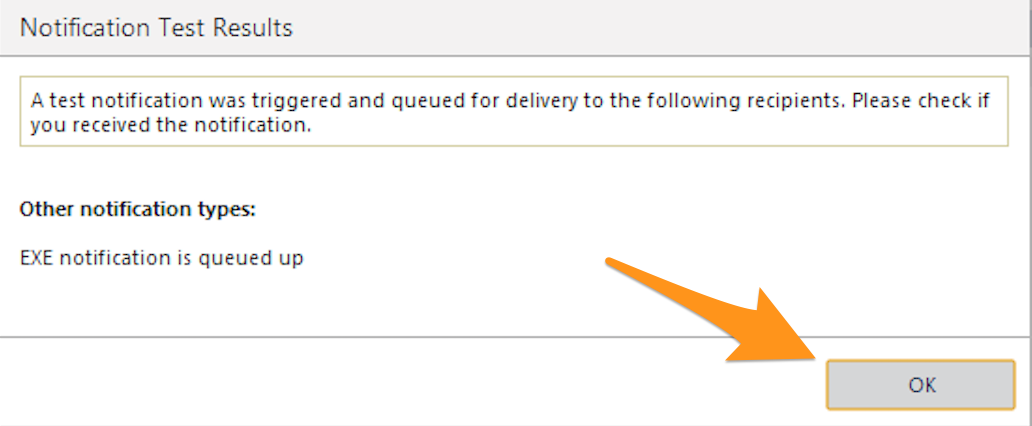 Notification Test Results
A test notification was triggered and queued for delivery to the following recipients. Please check if
you received the notification.
Other notification types:
EXE notification is queued up
OK